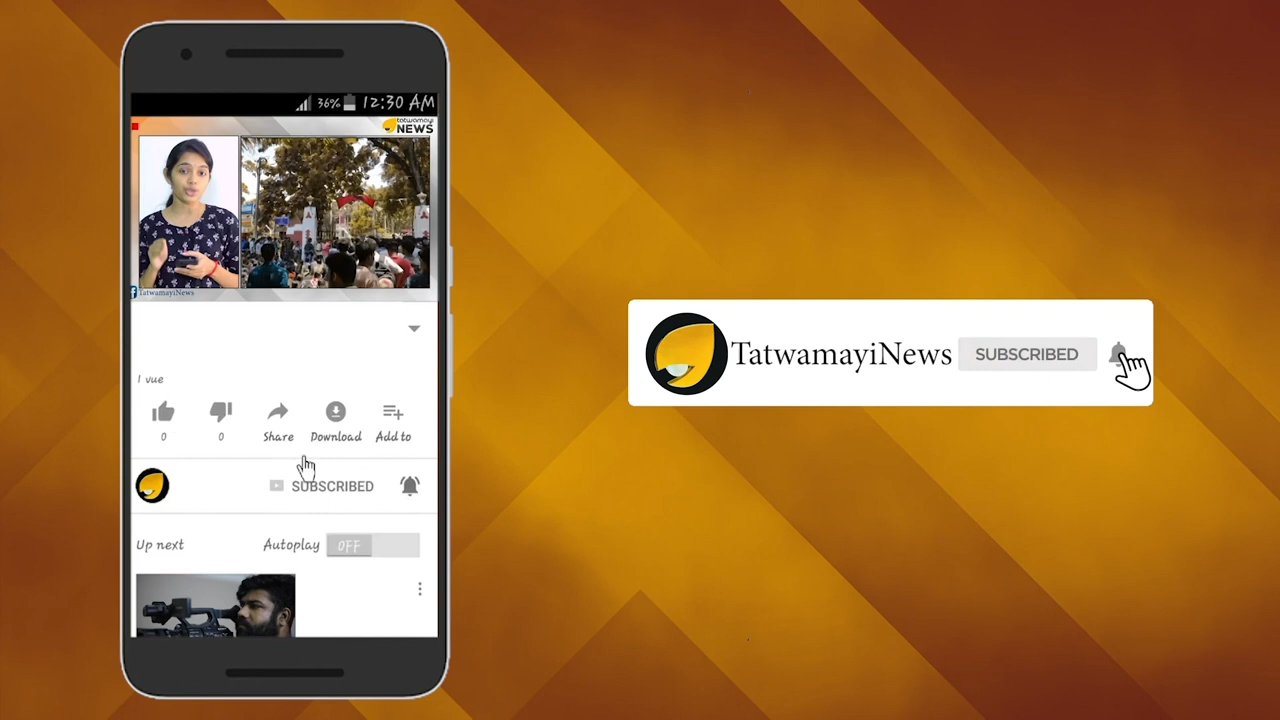 36% 12:30 AM
tatwamayi
NEWS
TatwamayiNews
1 vue
0 0 Share Download Add to
SUBSCRIBED
Up next Autoplay OFF
TatwamayiNews SUBSCRIBED